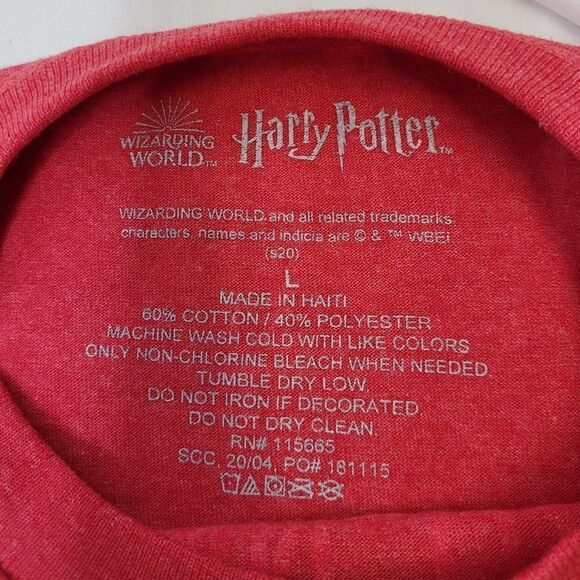 WIZARDING
WORLD™
Harry Potter™
WIZARDING WORLD and all related trademarks,
characters, names and indicia are © & ™ WBEI.
(s20)
L
MADE IN HAITI
60% COTTON / 40% POLYESTER
MACHINE WASH COLD WITH LIKE COLORS
ONLY NON-CHLORINE BLEACH WHEN NEEDED
TUMBLE DRY LOW.
DO NOT IRON IF DECORATED.
DO NOT DRY CLEAN.
RN# 115665
SCC, 20/04, PO# 181115